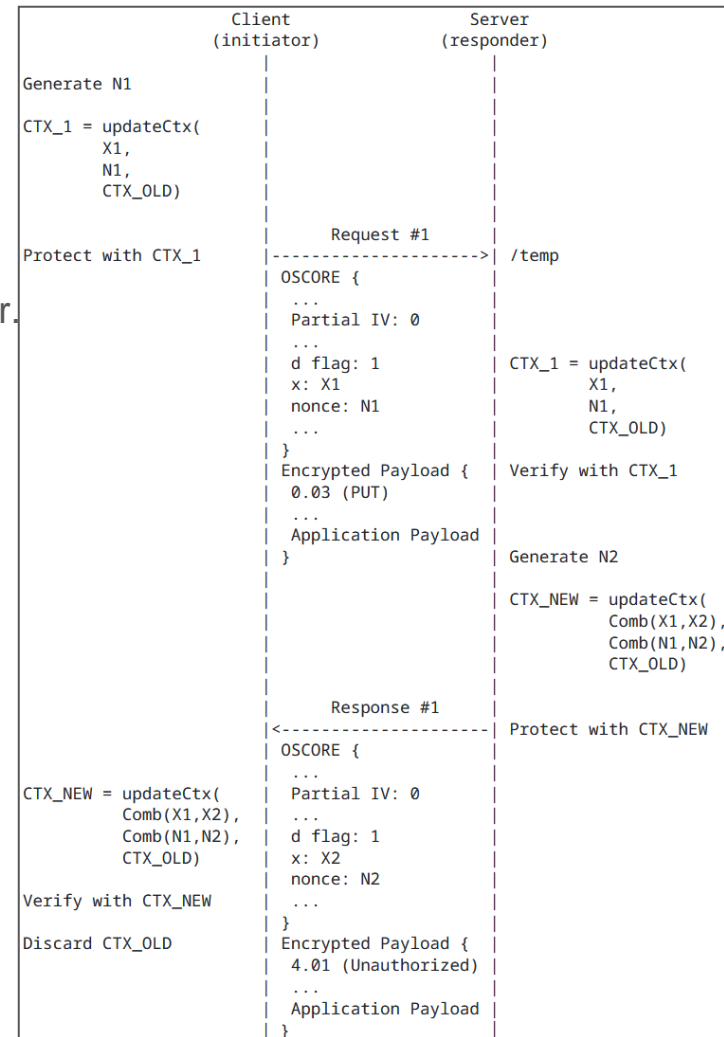 Client Server
(initiator) (responder)
| |
Generate N1 | |
| |
CTX_1 = updateCtx( | |
X1, | |
N1, | |
CTX_OLD) | |
| |
| Request #1 |
Protect with CTX_1 |--------------------->| /temp
| OSCORE { |
| ... |
r.
| Partial IV: 0 |
| ... |
| d flag: 1 | CTX_1 = updateCtx(
| x: X1 | X1,
| nonce: N1 | N1,
| ... | CTX_OLD)
| } |
| Encrypted Payload { | Verify with CTX_1
| 0.03 (PUT) |
| ... |
| Application Payload |
| } | Generate N2
| |
| | CTX_NEW = updateCtx(
| | Comb(X1,X2),
| | Comb(N1,N2),
| | CTX_OLD)
| |
| Response #1 |
|<---------------------| Protect with CTX_NEW
| OSCORE { |
| ... |
CTX_NEW = updateCtx( | Partial IV: 0 |
Comb(X1,X2), | ... |
Comb(N1,N2), | d flag: 1 |
CTX_OLD) | x: X2 |
| nonce: N2 |
Verify with CTX_NEW | ... |
| } |
Discard CTX_OLD | Encrypted Payload { |
| 4.01 (Unauthorized) |
| ... |
| Application Payload |
| } |